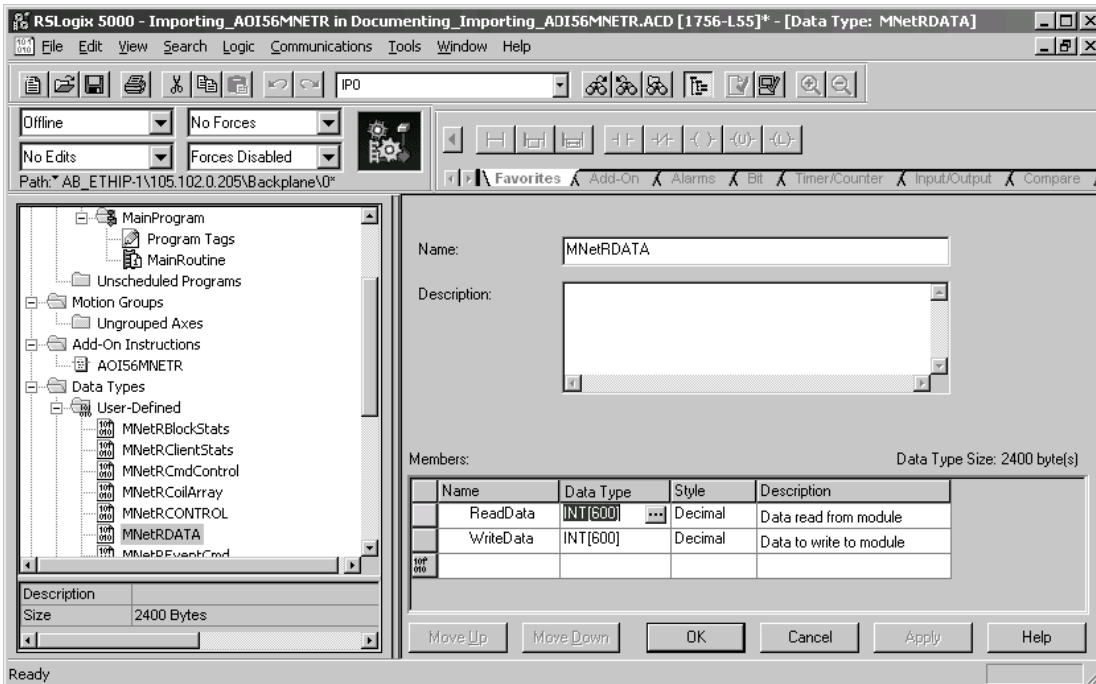 RSLogix 5000 - Importing_AOI56MNETR in Documenting_Importing_AOI56MNETR.ACD [1756-L55]* - [Data Type: MNetRDATA]
File Edit View Search Logic Communications Tools Window Help
IP0
Offline No Forces
No Edits Forces Disabled
Path:* AB_ETHIP-1\105.102.0.205\Backplane\0*
Favorites Add-On Alarms Bit Timer/Counter Input/Output Compare
MainProgram
Program Tags
MainRoutine
Unscheduled Programs
Motion Groups
Ungrouped Axes
Add-On Instructions
AOI56MNETR
Data Types
User-Defined
MNetRBlockStats
MNetRClientStats
MNetRCmdControl
MNetRCoilArray
MNetRCONTROL
MNetRDATA
MNetREventCmd
Description
Size 2400 Bytes
Name: MNetRDATA
Description:
Members: Data Type Size: 2400 byte(s)
Name Data Type Style Description
ReadData INT[600] ... Decimal Data read from module
WriteData INT[600] Decimal Data to write to module
Move Up Move Down OK Cancel Apply Help
Ready